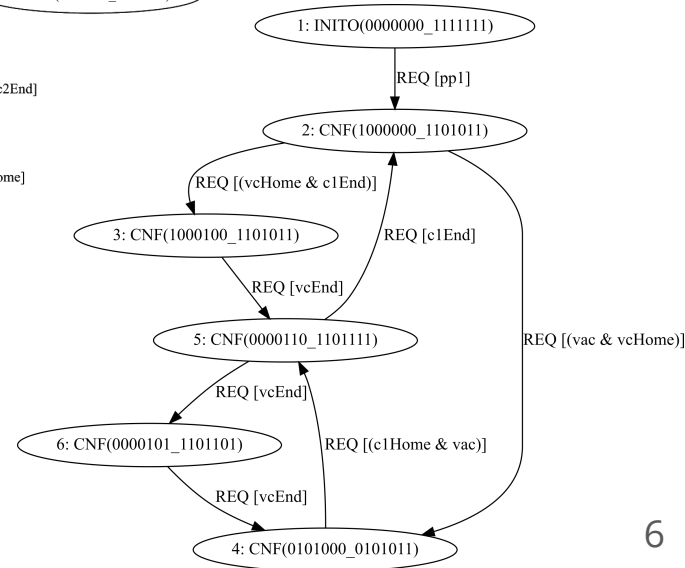 1: INITO(0000000_1111111)
REQ [pp1]
c2End]
2: CNF(1000000_1101011)
ome]
REQ [(vcHome & c1End)]
3: CNF(1000100_1101011)
REQ [c1End]
REQ [vcEnd]
5: CNF(0000110_1101111)
REQ [(vac & vcHome)]
REQ [vcEnd]
6: CNF(0000101_1101101)
REQ [(c1Home & vac)]
REQ [vcEnd]
4: CNF(0101000_0101011)
6